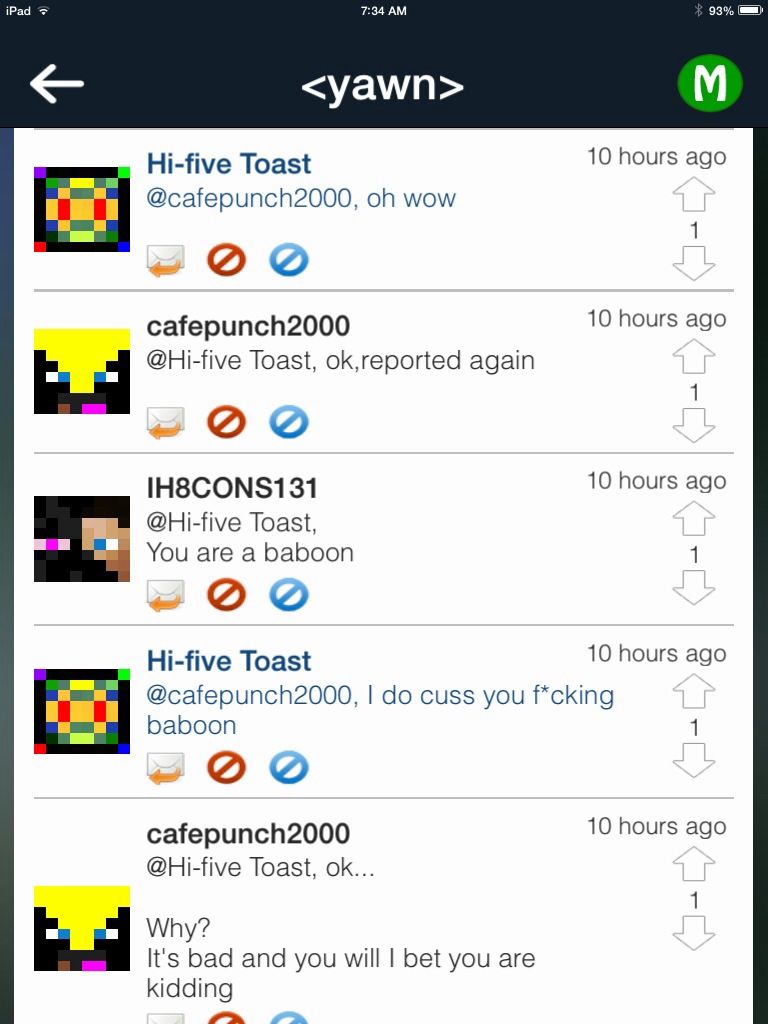 iPad 7:34 AM 93%
<yawn> M
Hi-five Toast 10 hours ago
@cafepunch2000, oh wow
1
cafepunch2000 10 hours ago
@Hi-five Toast, ok,reported again
1
IH8CONS131 10 hours ago
@Hi-five Toast,
You are a baboon
1
Hi-five Toast 10 hours ago
@cafepunch2000, I do cuss you f*cking
baboon
1
cafepunch2000 10 hours ago
@Hi-five Toast, ok...
1
Why?
It's bad and you will I bet you are
kidding